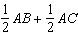 1/2 AB + 1/2 AC